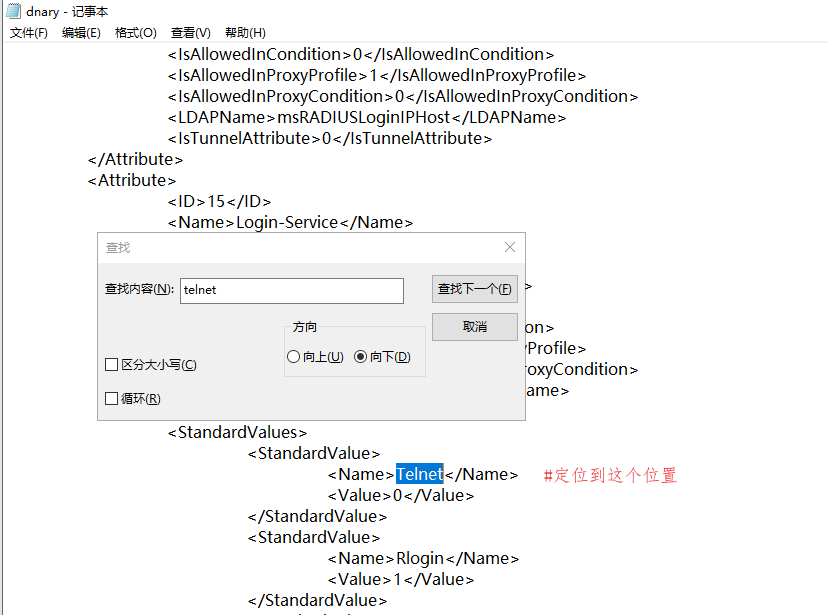 dnary - 记事本
文件(F) 编辑(E) 格式(O) 查看(V) 帮助(H)
<IsAllowedInCondition>0</IsAllowedInCondition>
<IsAllowedInProxyProfile>1</IsAllowedInProxyProfile>
<IsAllowedInProxyCondition>0</IsAllowedInProxyCondition>
<LDAPName>msRADIUSLoginIPHost</LDAPName>
<IsTunnelAttribute>0</IsTunnelAttribute>
</Attribute>
<Attribute>
<ID>15</ID>
<Name>Login-Service</Name>
查找
查找内容(N): telnet 查找下一个(F) >
方向 取消 on>
yProfile>
向上(U) 向下(D)
区分大小写(C) oxyCondition>
ame>
循环(R)
<StandardValues>
<StandardValue>
<Name>Telnet</Name> #定位到这个位置
<Value>0</Value>
</StandardValue>
<StandardValue>
<Name>Rlogin</Name>
<Value>1</Value>
</StandardValue>